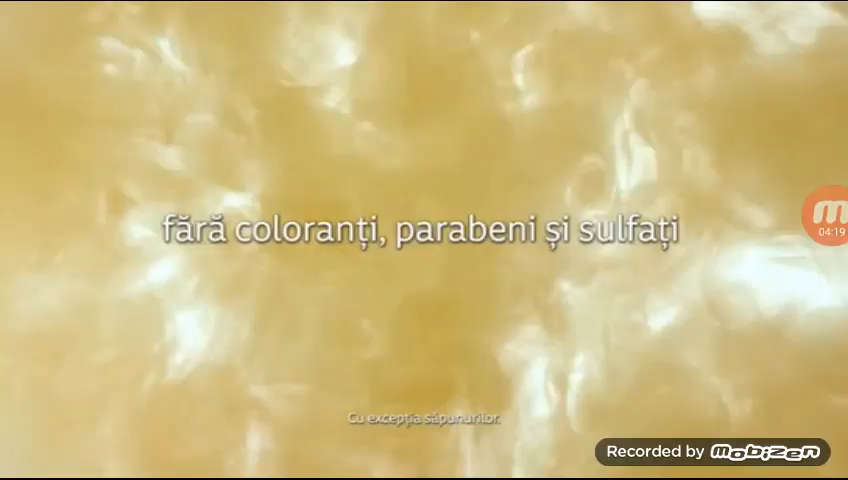 fără coloranți, parabeni și sulfați
m
04:19
Cu excepția săpunurilor.
Recorded by mobizen